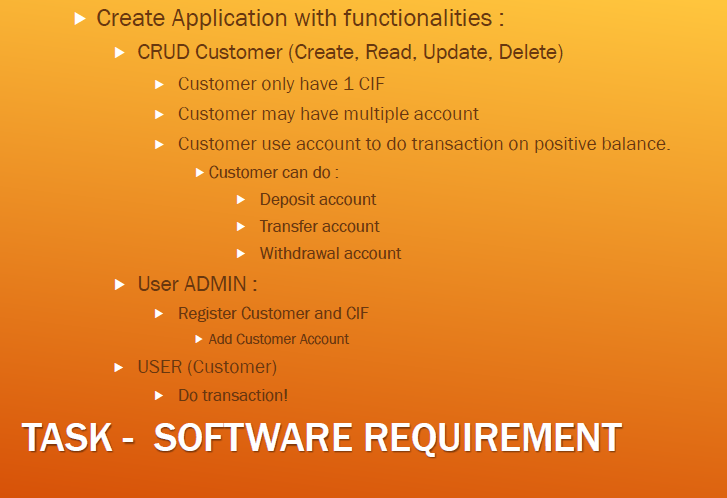 Create Application with functionalities :
CRUD Customer (Create, Read, Update, Delete)
Customer only have 1 CIF
Customer may have multiple account
Customer use account to do transaction on positive balance.
Customer can do :
Deposit account
Transfer account
Withdrawal account
User ADMIN :
Register Customer and CIF
Add Customer Account
USER (Customer)
Do transaction!
TASK - SOFTWARE REQUIREMENT